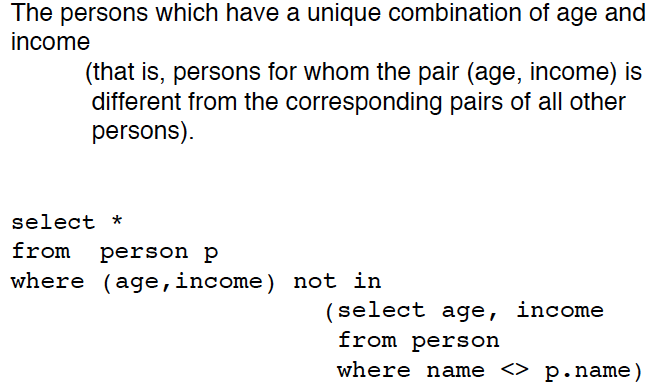 The persons which have a unique combination of age and
income
(that is, persons for whom the pair (age, income) is
different from the corresponding pairs of all other
persons).
select *
from  person p
where (age,income) not in
(select age, income
from person
where name <> p.name)